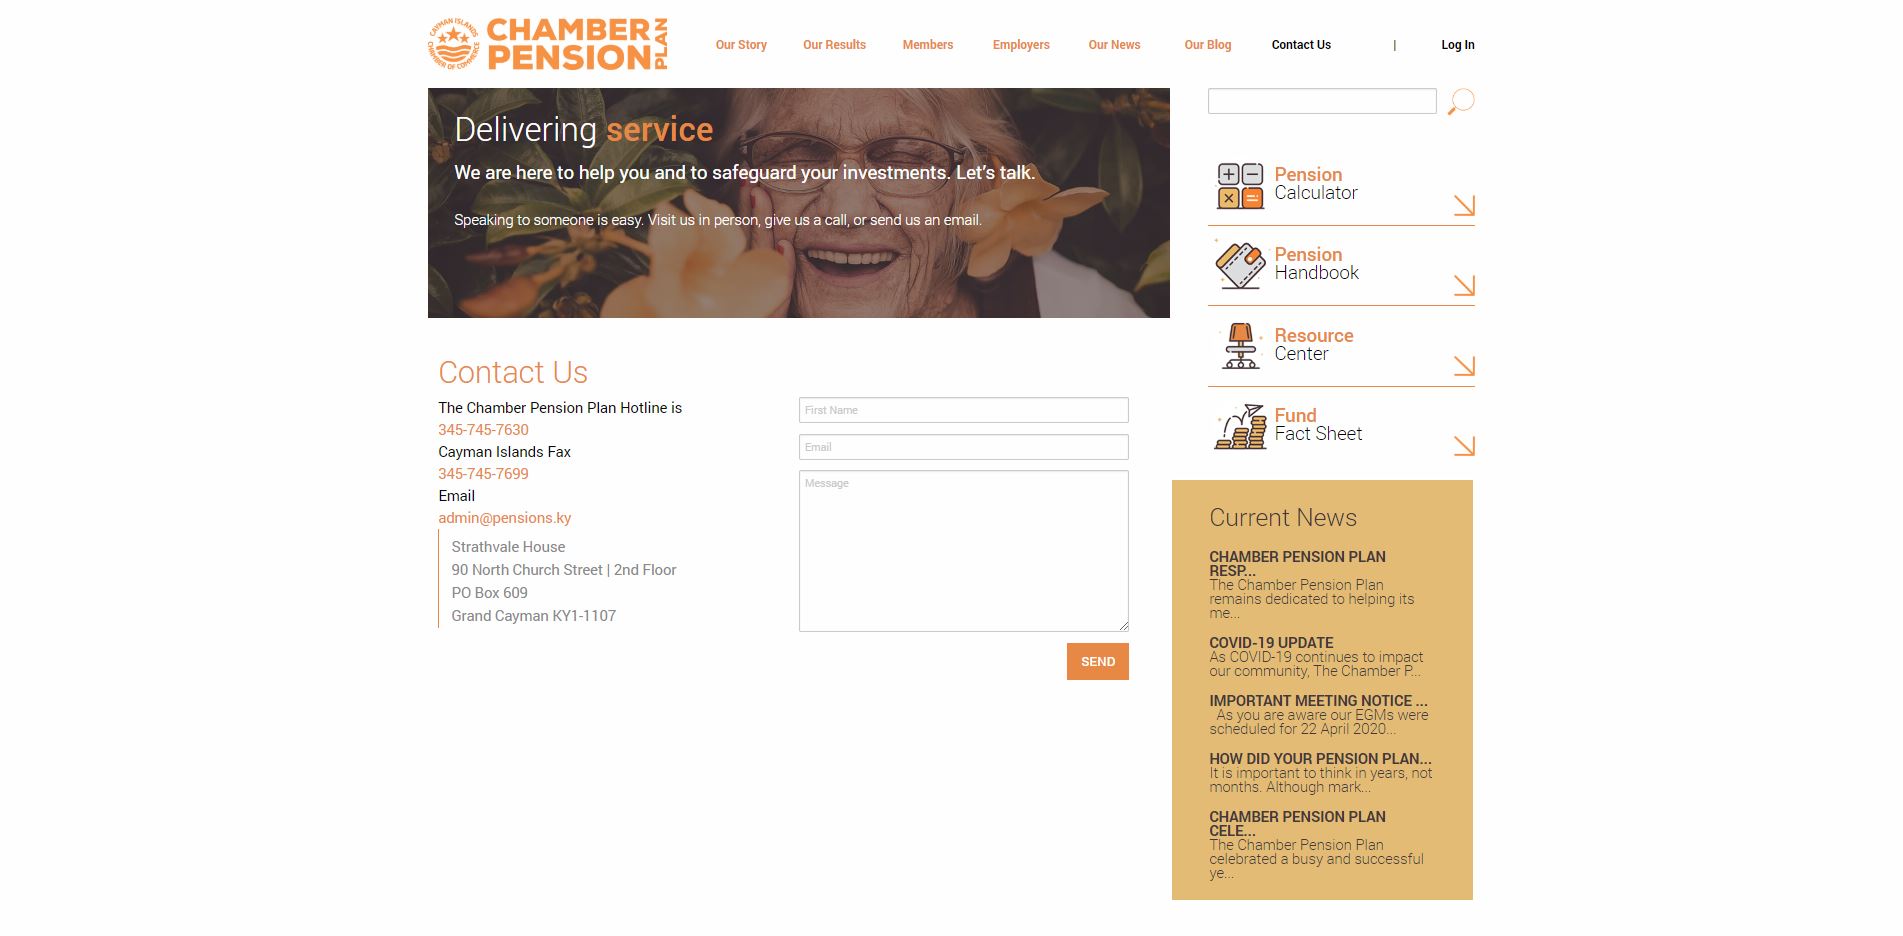 CAYMAN ISLANDS
CHAMBER OF COMMERCE
CHAMBER
PENSION
PLAN
Our Story
Our Results
Members
Employers
Our News
Our Blog
Contact Us
|
Log In
Delivering service
We are here to help you and to safeguard your investments. Let's talk.
Speaking to someone is easy. Visit us in person, give us a call, or send us an email.
Contact Us
The Chamber Pension Plan Hotline is
345-745-7630
Cayman Islands Fax
345-745-7699
Email
admin@pensions.ky
Strathvale House
90 North Church Street | 2nd Floor
PO Box 609
Grand Cayman KY1-1107
First Name
Email
Message
SEND
Pension
Calculator
Pension
Handbook
Resource
Center
Fund
Fact Sheet
Current News
CHAMBER PENSION PLAN
RESP...
The Chamber Pension Plan
remains dedicated to helping its
me...
COVID-19 UPDATE
As COVID-19 continues to impact
our community, The Chamber P...
IMPORTANT MEETING NOTICE ...
As you are aware our EGMs were
scheduled for 22 April 2020...
HOW DID YOUR PENSION PLAN...
It is important to think in years, not
months. Although mark...
CHAMBER PENSION PLAN
CELE...
The Chamber Pension Plan
celebrated a busy and successful
ye...